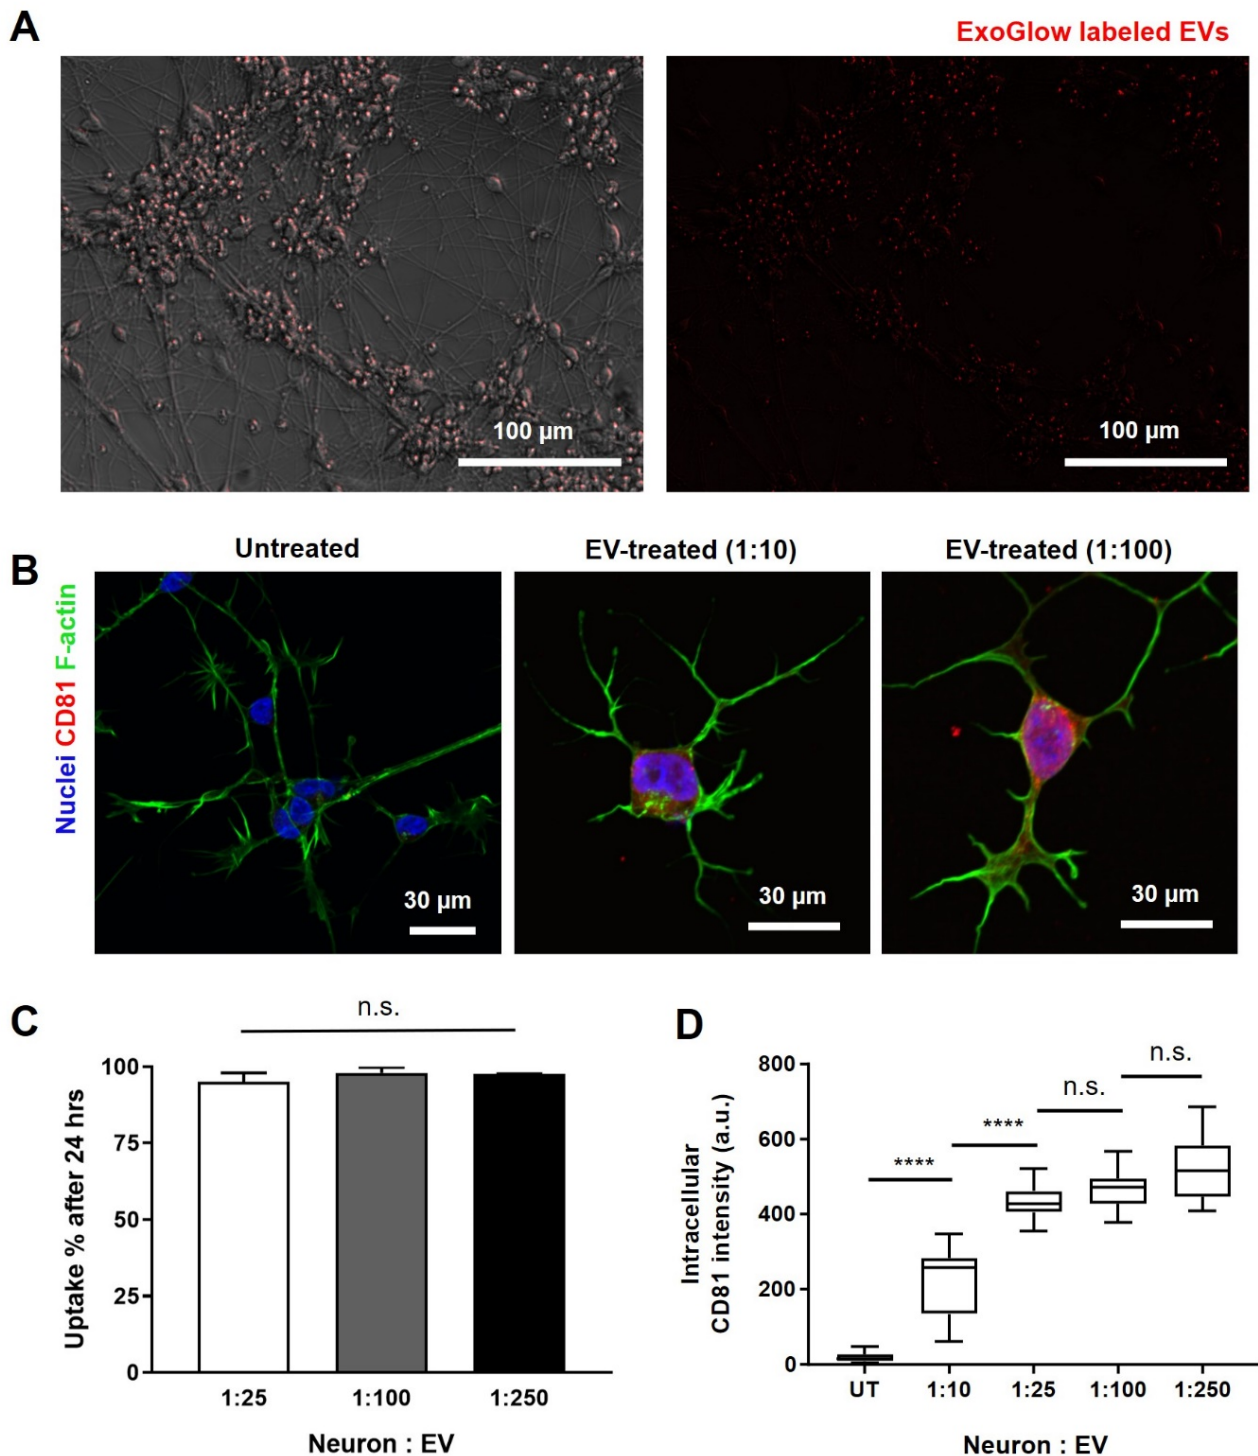 A
ExoGlow labeled EVs
100 µm
100 µm
B
Untreated
EV-treated (1:10)
EV-treated (1:100)
Nuclei CD81 F-actin
30 µm
30 µm
30 µm
C
n.s.
Uptake % after 24 hrs
100
75
50
25
0
1:25 1:100 1:250
Neuron : EV
D
n.s.
n.s.
****
****
Intracellular
CD81 intensity (a.u.)
800
600
400
200
0
UT 1:10 1:25 1:100 1:250
Neuron : EV